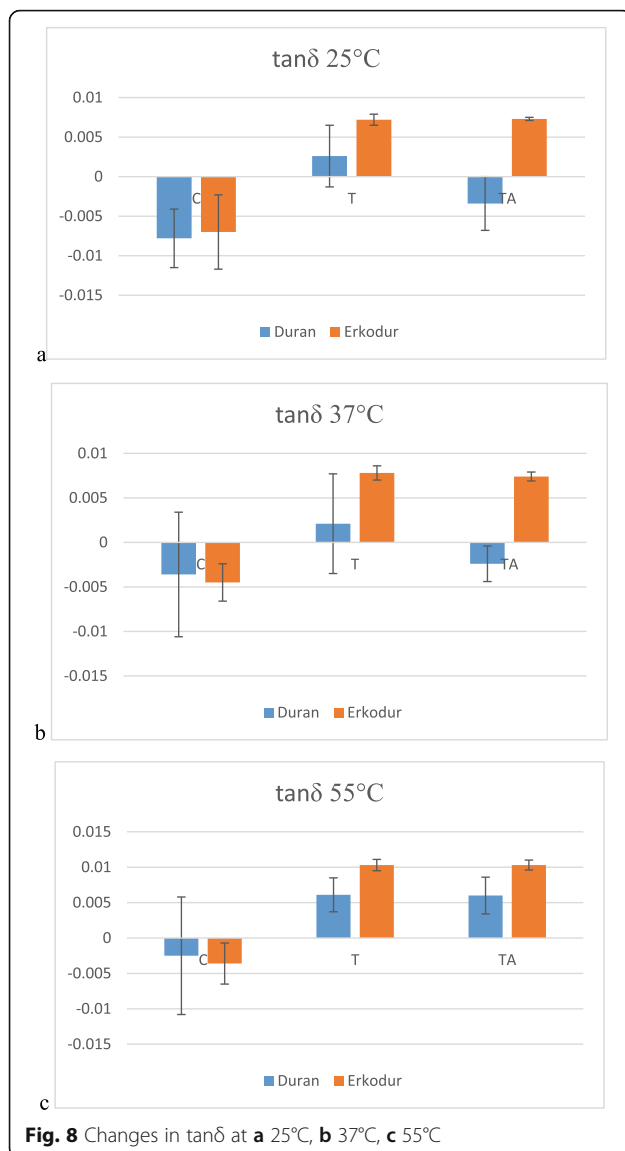 tanδ 25°C
0.01
0.005
0
-0.005
-0.01
-0.015
C T TA
Duran Erkodur
a
tanδ 37°C
0.01
0.005
0
-0.005
-0.01
-0.015
C T TA
Duran Erkodur
b
tanδ 55°C
0.015
0.01
0.005
0
-0.005
-0.01
-0.015
C T TA
Duran Erkodur
c
Fig. 8 Changes in tanδ at a 25°C, b 37°C, c 55°C